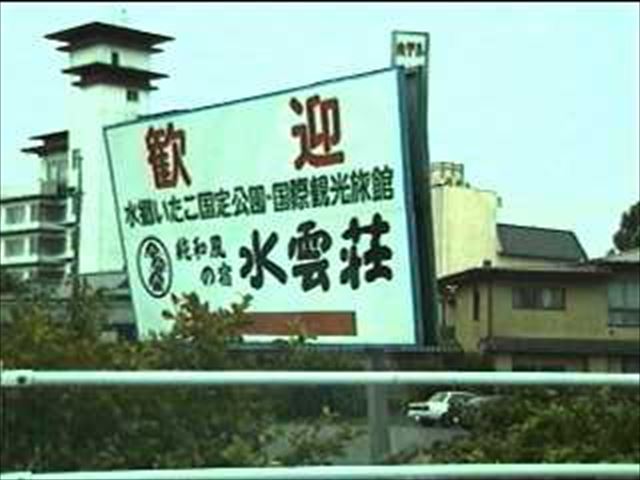 歓迎
水郷いたこ国定公園・国際観光旅館
純和風
の宿
水雲荘